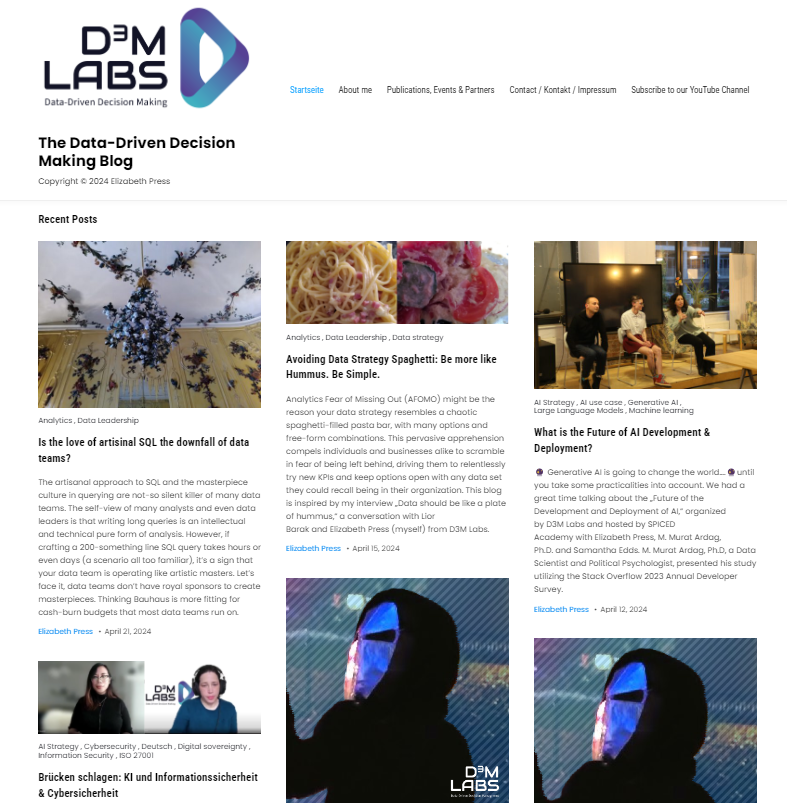 D³M
LABS
Data-Driven Decision Making
Startseite
About me
Publications, Events & Partners
Contact / Kontakt / Impressum
Subscribe to our YouTube Channel
The Data-Driven Decision
Making Blog
Copyright © 2024 Elizabeth Press
Recent Posts
Analytics , Data Leadership
Is the love of artisinal SQL the downfall of data
teams?
The artisanal approach to SQL and the masterpiece
culture in querying are not-so silent killer of many data
teams. The self-view of many analysts and even data
leaders is that writing long queries is an intellectual
and technical pure form of analysis. However, if
crafting a 200-something line SQL query takes hours or
even days (a scenario all too familiar), it's a sign that
your data team is operating like artistic masters. Let's
face it, data teams don't have royal sponsors to create
masterpieces. Thinking Bauhaus is more fitting for
cash-burn budgets that most data teams run on.
Elizabeth Press • April 21, 2024
D³M
LABS
AI Strategy , Cybersecurity , Deutsch , Digital sovereignty ,
Information Security , ISO 27001
Brücken schlagen: KI und Informationssicherheit
& Cybersicherheit
Analytics , Data Leadership , Data strategy
Avoiding Data Strategy Spaghetti: Be more like
Hummus. Be Simple.
Analytics Fear of Missing Out (AFOMO) might be the
reason your data strategy resembles a chaotic
spaghetti-filled pasta bar, with many options and
free-form combinations. This pervasive apprehension
compels individuals and businesses alike to scramble
in fear of being left behind, driving them to relentlessly
try new KPIs and keep options open with any data set
they could recall being in their organization. This blog
is inspired by my interview „Data should be like a plate
of hummus," a conversation with Lior
Barak and Elizabeth Press (myself) from D3M Labs.
Elizabeth Press • April 15, 2024
D³M
LABS
AI Strategy , AI use case , Generative AI ,
Large Language Models , Machine learning
What is the Future of AI Development &
Deployment?
Generative AI is going to change the world.... until
you take some practicalities into account. We had a
great time talking about the „Future of the
Development and Deployment of AI," organized
by D3M Labs and hosted by SPICED
Academy with Elizabeth Press, M. Murat Ardag,
Ph.D. and Samantha Edds. M. Murat Ardag, Ph.D, a Data
Scientist and Political Psychologist, presented his study
utilizing the Stack Overflow 2023 Annual Developer
Survey.
Elizabeth Press • April 12, 2024